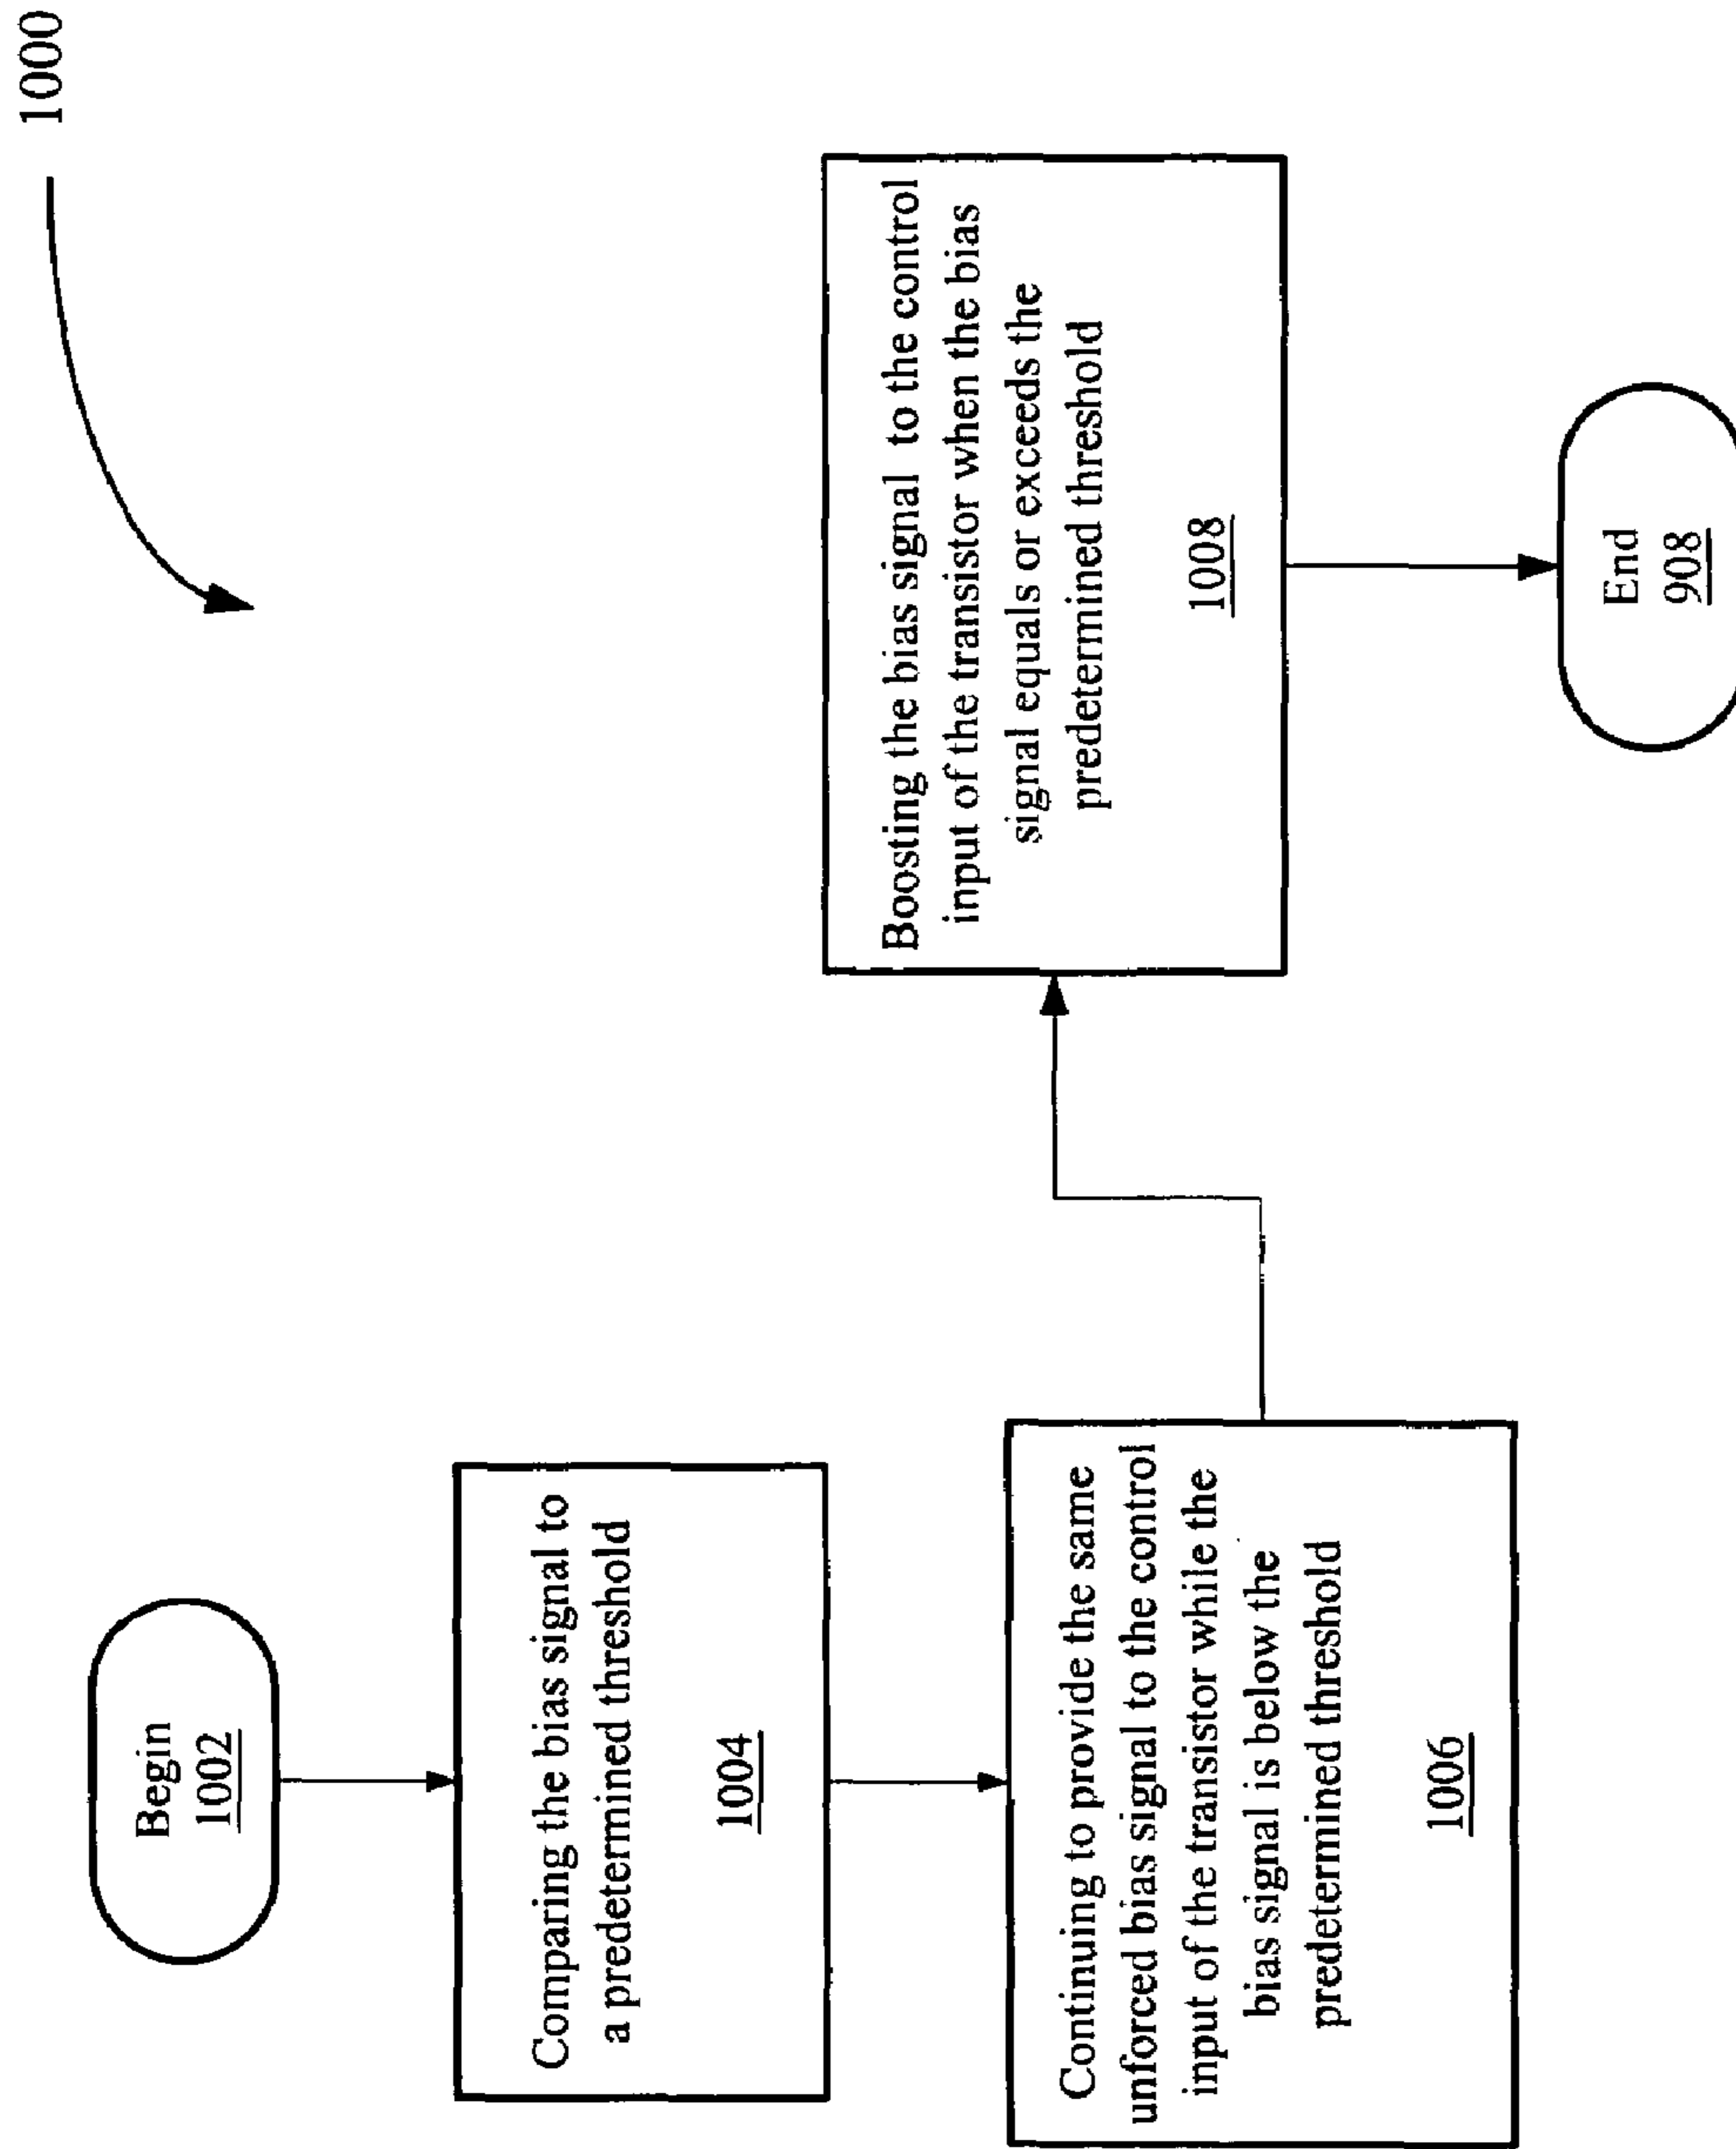 1000
Begin
1002
Comparing the bias signal to
a predetermined threshold
1004
Continuing to provide the same
unforced bias signal to the control
input of the transistor while the
bias signal is below the
predetermined threshold
1006
Boosting the bias signal to the control
input of the transistor when the bias
signal equals or exceeds the
predetermined threshold
1008
End
908